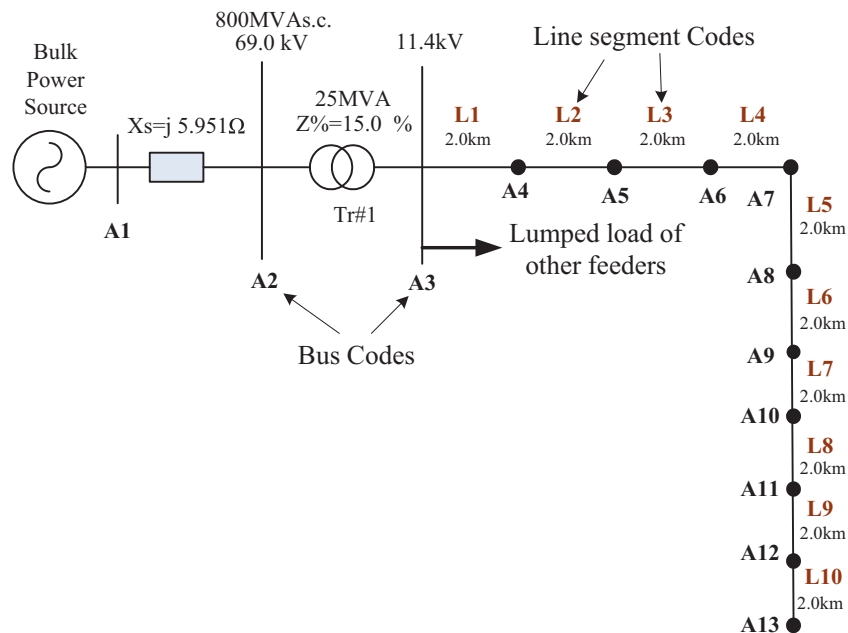 Bulk
Power
Source
Xs=j 5.951Ω
A1
800MVAs.c.
69.0 kV
A2
25MVA
Z%=15.0 %
Tr#1
11.4kV
A3
Bus Codes
Lumped load of
other feeders
Line segment Codes
L1
2.0km
L2
2.0km
L3
2.0km
L4
2.0km
A4
A5
A6
A7
L5
2.0km
A8
L6
2.0km
A9
L7
2.0km
A10
L8
2.0km
A11
L9
2.0km
A12
L10
2.0km
A13